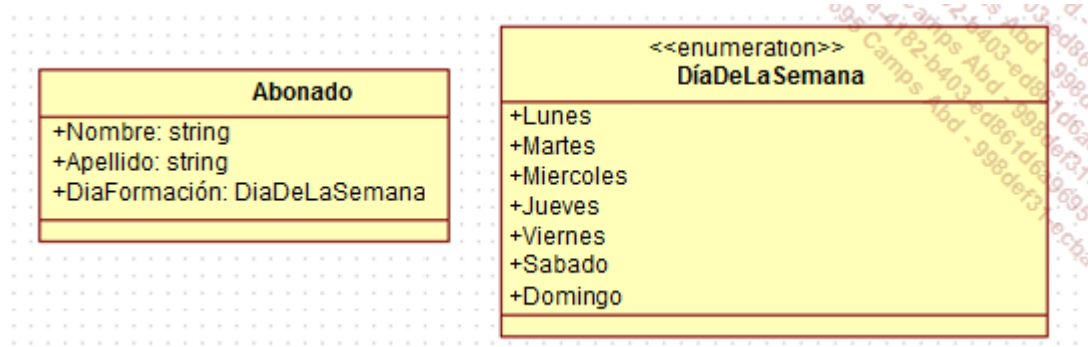 Abonado
+Nombre: string
+Apellido: string
+DiaFormación: DiaDeLaSemana
<<enumeration>>
DíaDeLaSemana
+Lunes
+Martes
+Miercoles
+Jueves
+Viernes
+Sabado
+Domingo